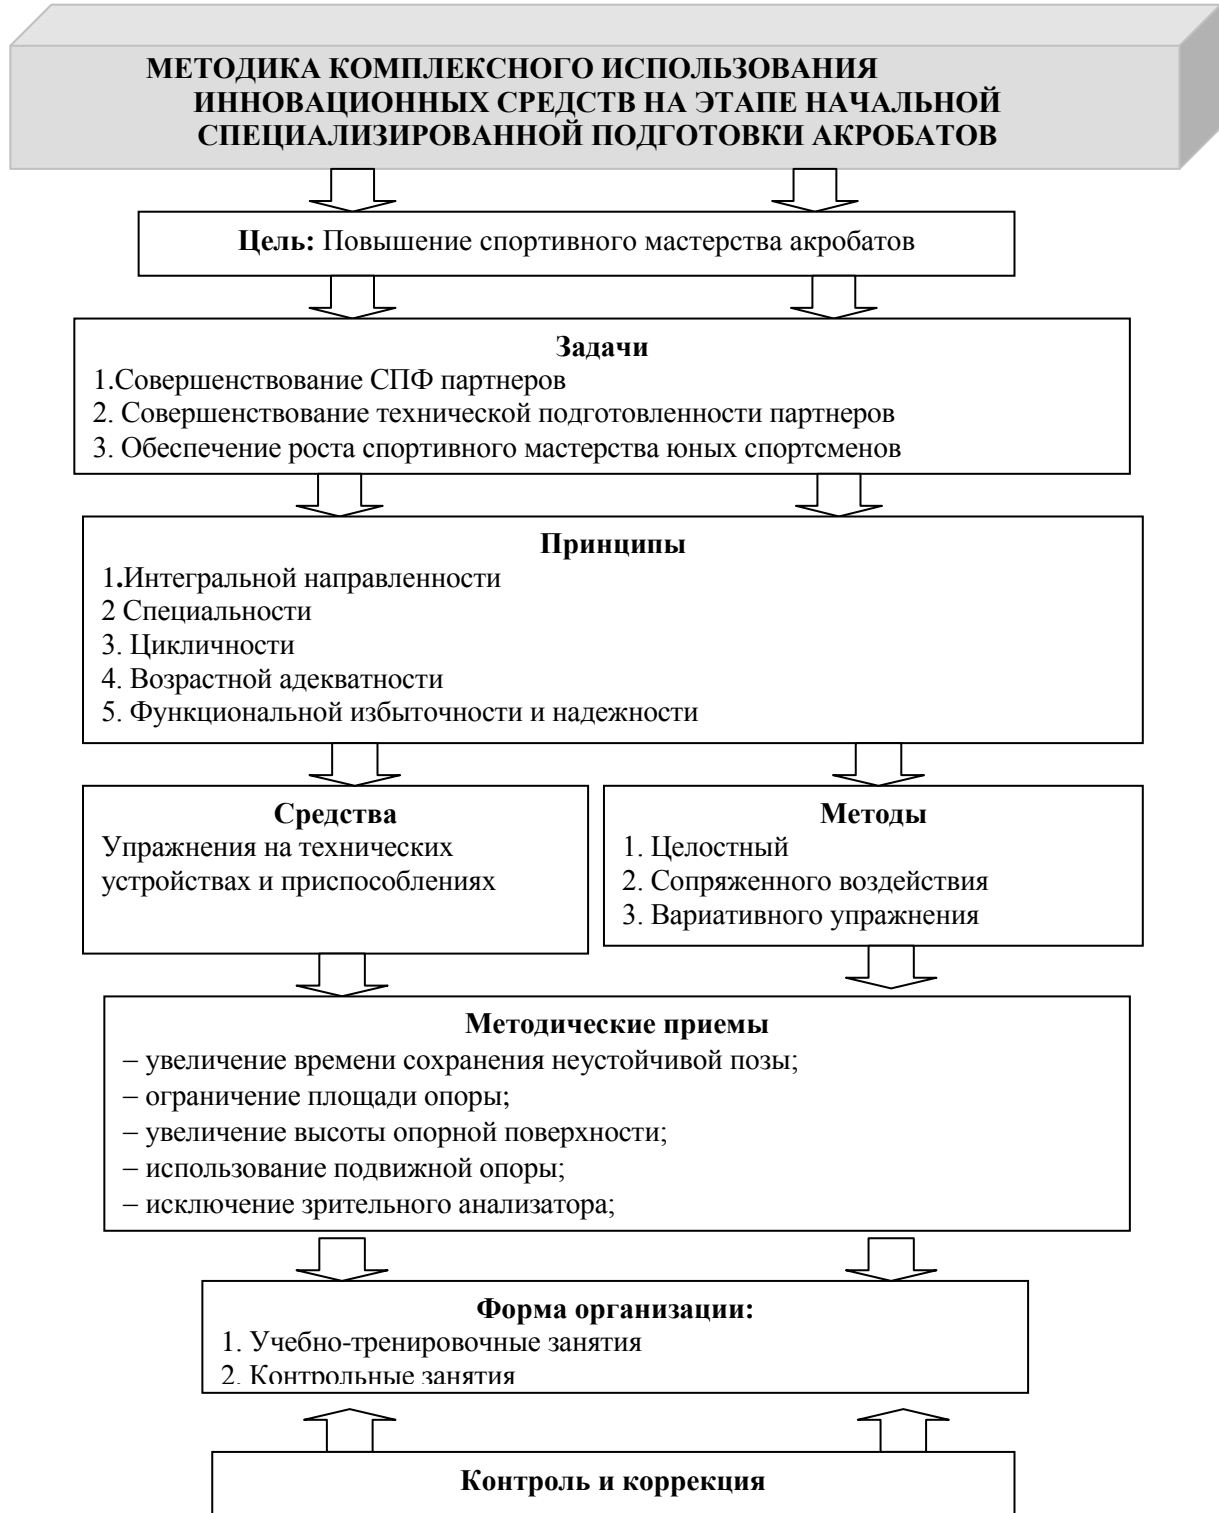 МЕТОДИКА КОМПЛЕКСНОГО ИСПОЛЬЗОВАНИЯ
ИННОВАЦИОННЫХ СРЕДСТВ НА ЭТАПЕ НАЧАЛЬНОЙ
СПЕЦИАЛИЗИРОВАННОЙ ПОДГОТОВКИ АКРОБАТОВ
Цель: Повышение спортивного мастерства акробатов
Задачи
1.Совершенствование СПФ партнеров
2. Совершенствование технической подготовленности партнеров
3. Обеспечение роста спортивного мастерства юных спортсменов
Принципы
1.Интегральной направленности
2 Специальности
3. Цикличности
4. Возрастной адекватности
5. Функциональной избыточности и надежности
Средства
Упражнения на технических
устройствах и приспособлениях
Методы
1. Целостный
2. Сопряженного воздействия
3. Вариативного упражнения
Методические приемы
– увеличение времени сохранения неустойчивой позы;
– ограничение площади опоры;
– увеличение высоты опорной поверхности;
– использование подвижной опоры;
– исключение зрительного анализатора;
Форма организации:
1. Учебно-тренировочные занятия
2. Контрольные занятия
Контроль и коррекция